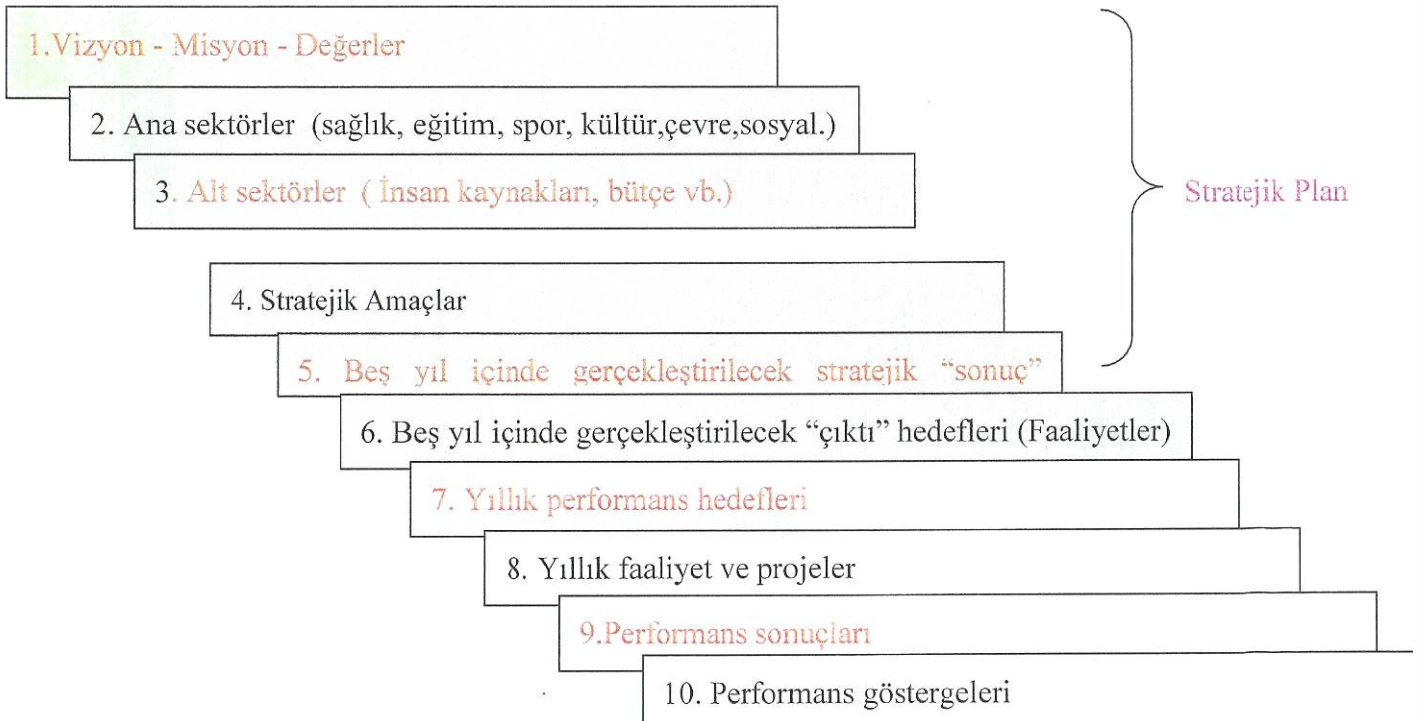 1.Vizyon - Misyon - Değerler
2. Ana sektörler (sağlık, eğitim, spor, kültür,çevre,sosyal.)
3. Alt sektörler ( İnsan kaynakları, bütçe vb.)
Stratejik Plan
4. Stratejik Amaçlar
5. Beş yıl içinde gerçekleştirilecek stratejik “sonuç”
6. Beş yıl içinde gerçekleştirilecek “çıktı” hedefleri (Faaliyetler)
7. Yıllık performans hedefleri
8. Yıllık faaliyet ve projeler
9.Performans sonuçları
10. Performans göstergeleri